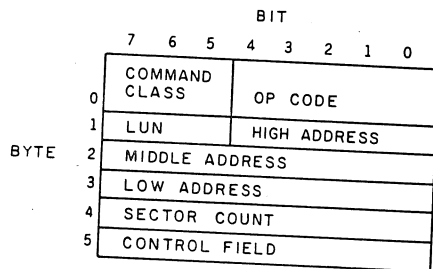 BIT
7 6 5 4 3 2 1 0
COMMAND
CLASS
0 OP CODE
1 LUN HIGH ADDRESS
BYTE 2 MIDDLE ADDRESS
3 LOW ADDRESS
4 SECTOR COUNT
5 CONTROL FIELD